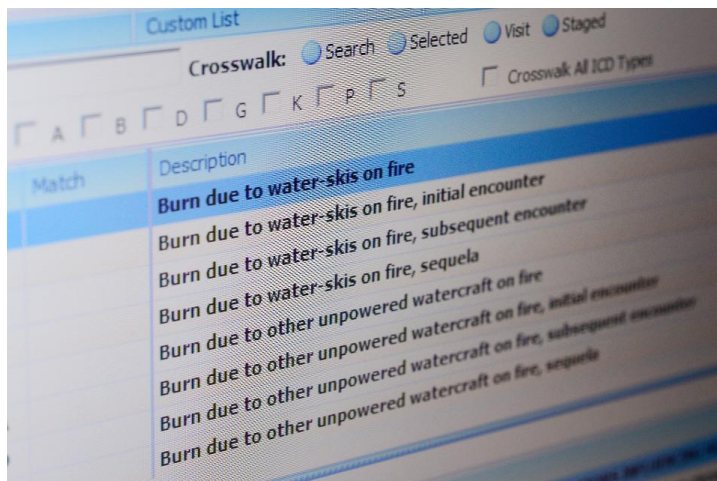 Custom List
Crosswalk: Search Selected Visit Staged
A B D G K P S Crosswalk All ICD Types
Match Description
Burn due to water-skis on fire
Burn due to water-skis on fire, initial encounter
Burn due to water-skis on fire, subsequent encounter
Burn due to water-skis on fire, sequela
Burn due to other unpowered watercraft on fire
Burn due to other unpowered watercraft on fire, initial encounter
Burn due to other unpowered watercraft on fire, subsequent encounter
Burn due to other unpowered watercraft on fire, sequela